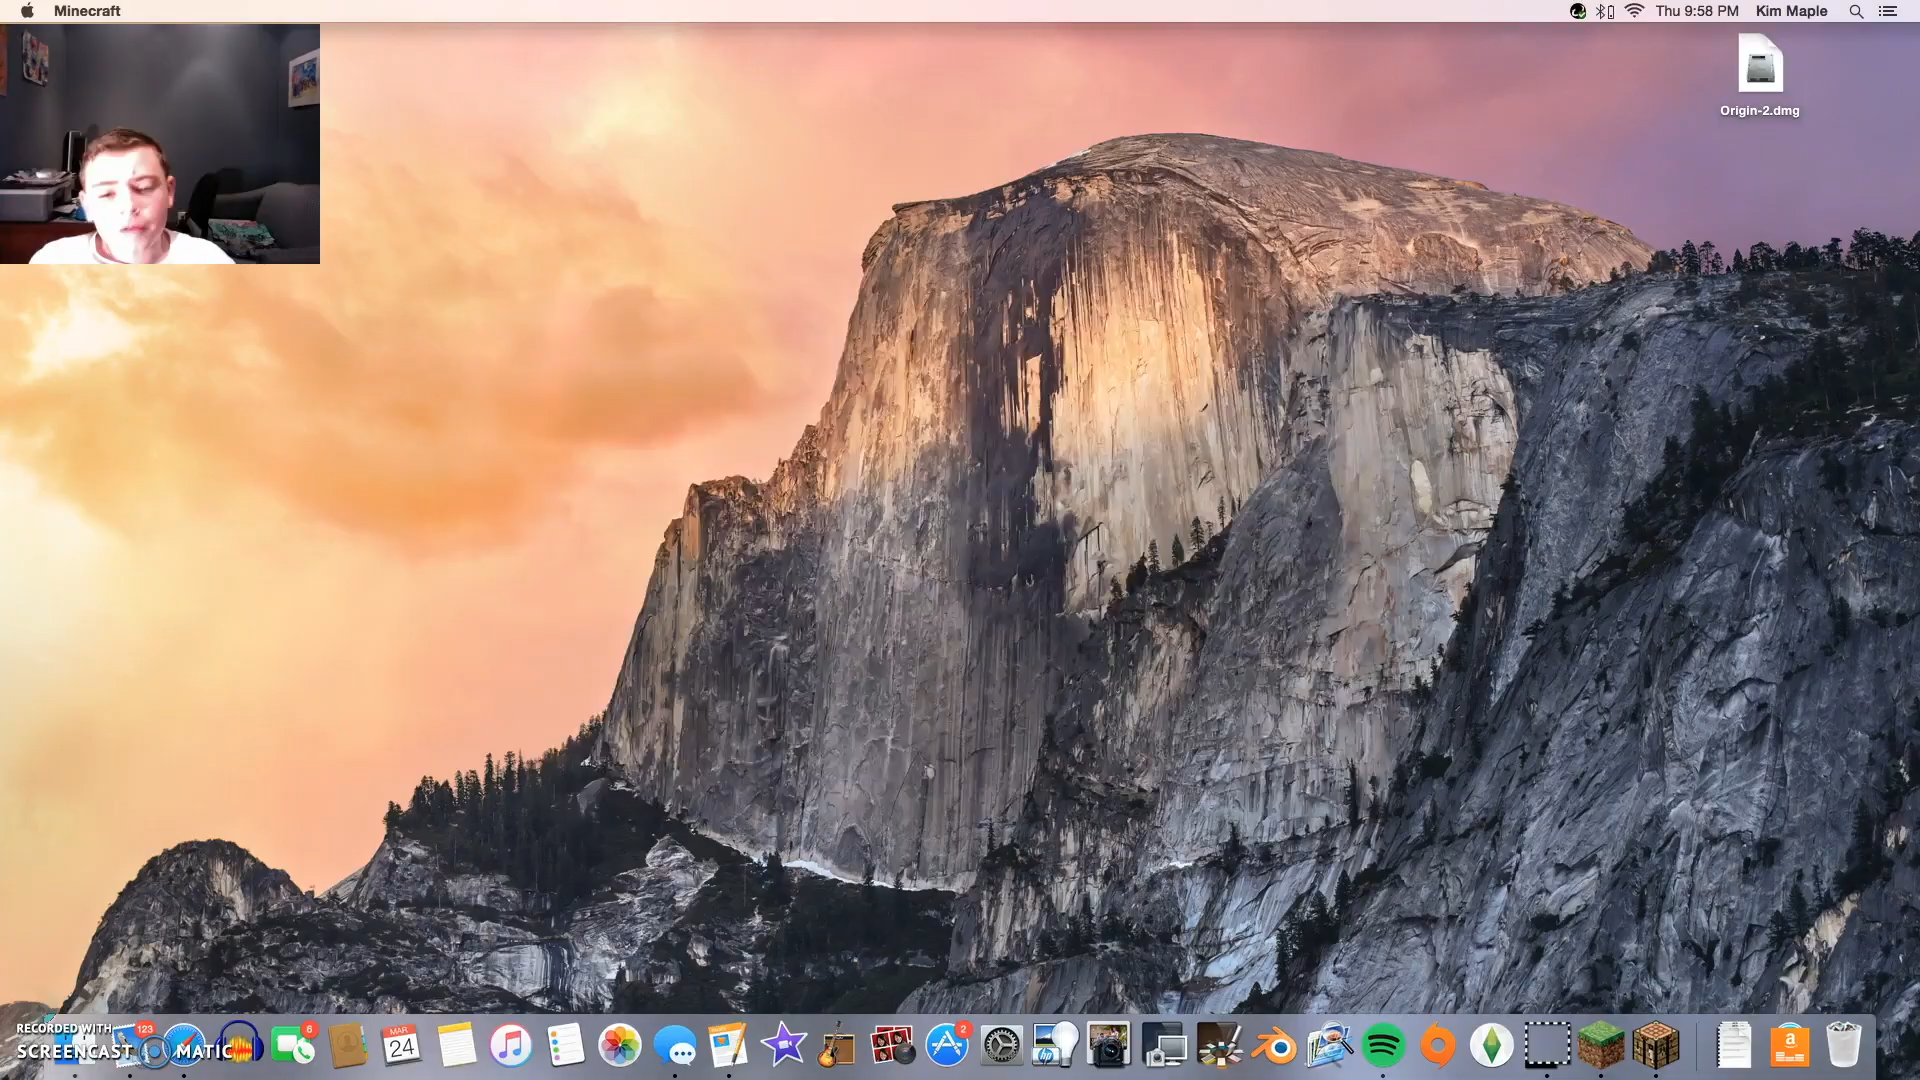 Minecraft
Thu 9:58 PM Kim Maple
Origin-2.dmg
123
6
MAR
24
2
hp
a
RECORDED WITH
SCREENCAST MATIC